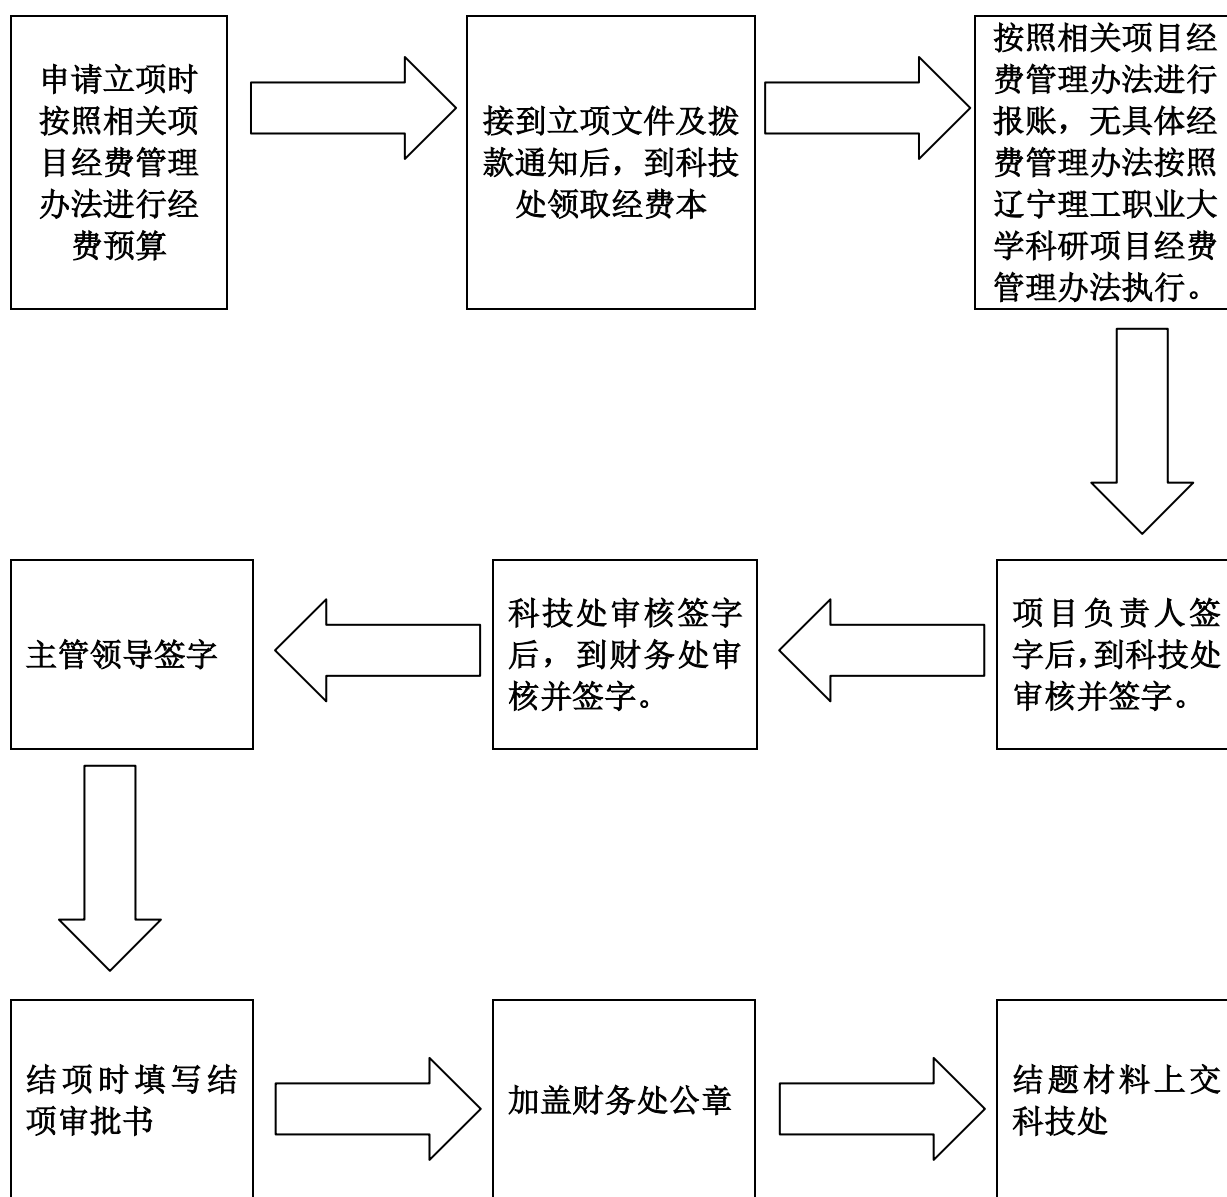 申请立项时
按照相关项
目经费管理
办法进行经
费预算
接到立项文件及拨
款通知后，到科技
处领取经费本
按照相关项目经
费管理办法进行
报账，无具体经
费管理办法按照
辽宁理工职业大
学科研项目经费
管理办法执行。
项目负责人签
字后,到科技处
审核并签字。
科技处审核签字
后，到财务处审
核并签字。
主管领导签字
结项时填写结
项审批书
加盖财务处公章
结题材料上交
科技处